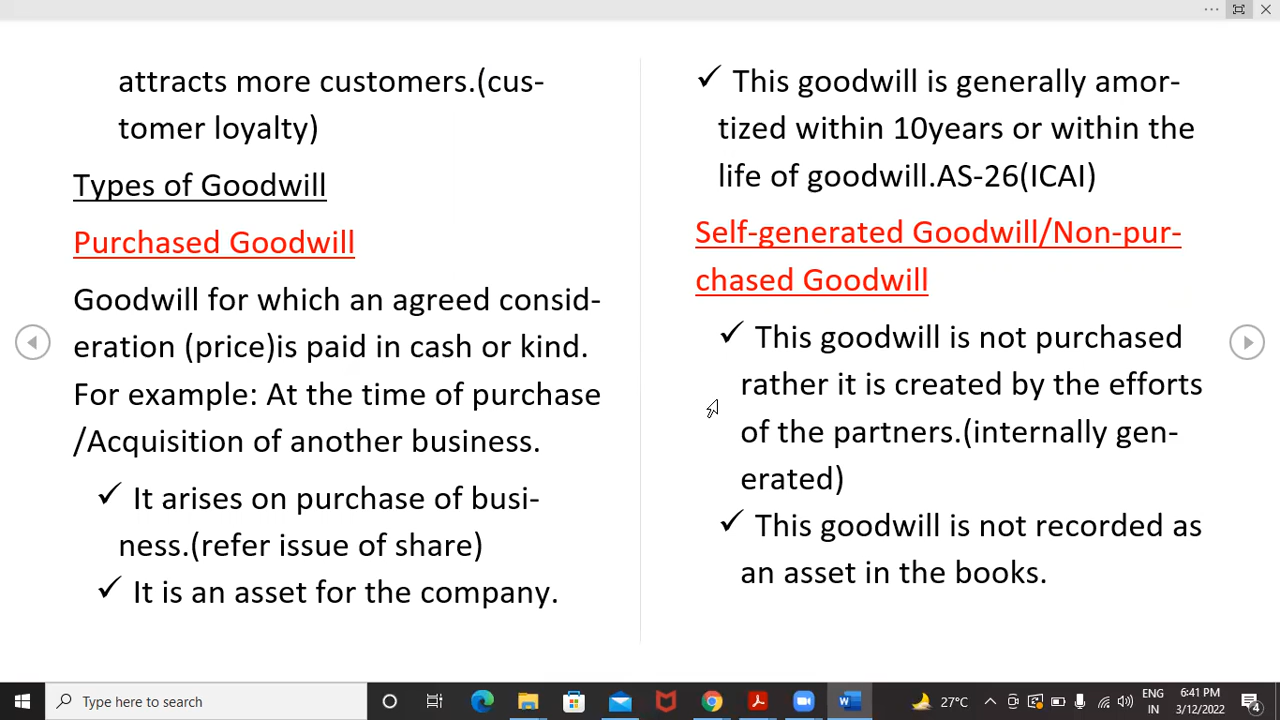 attracts more customers.(cus-
tomer loyalty)
Types of Goodwill
Purchased Goodwill
Goodwill for which an agreed consid-
eration (price)is paid in cash or kind.
For example: At the time of purchase
/Acquisition of another business.
✓ It arises on purchase of busi-
ness.(refer issue of share)
✓ It is an asset for the company.
✓ This goodwill is generally amor-
tized within 10years or within the
life of goodwill.AS-26(ICAI)
Self-generated Goodwill/Non-pur-
chased Goodwill
✓ This goodwill is not purchased
rather it is created by the efforts
of the partners.(internally gen-
erated)
✓ This goodwill is not recorded as
an asset in the books.
Type here to search
27°C
ENG
IN
6:41 PM
3/12/2022
4